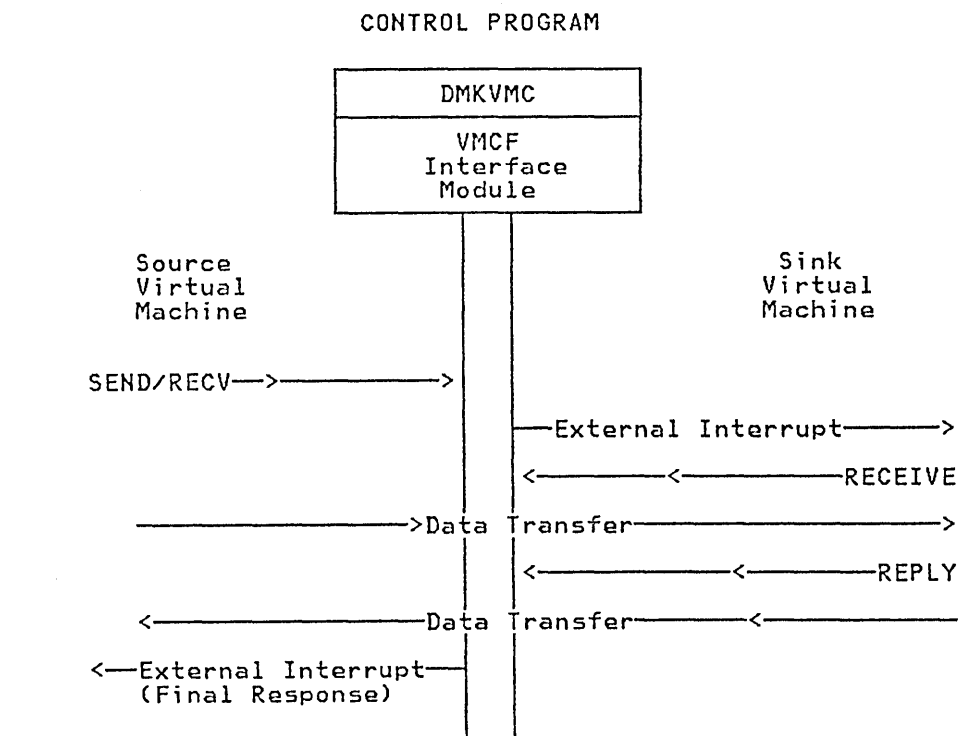 CONTROL PROGRAM
DMKVMC
VMCF
Interface
Module
Source
Virtual
Machine
Sink
Virtual
Machine
SEND/RECV
External Interrupt
RECEIVE
Data Transfer
REPLY
Data Transfer
External Interrupt
(Final Response)